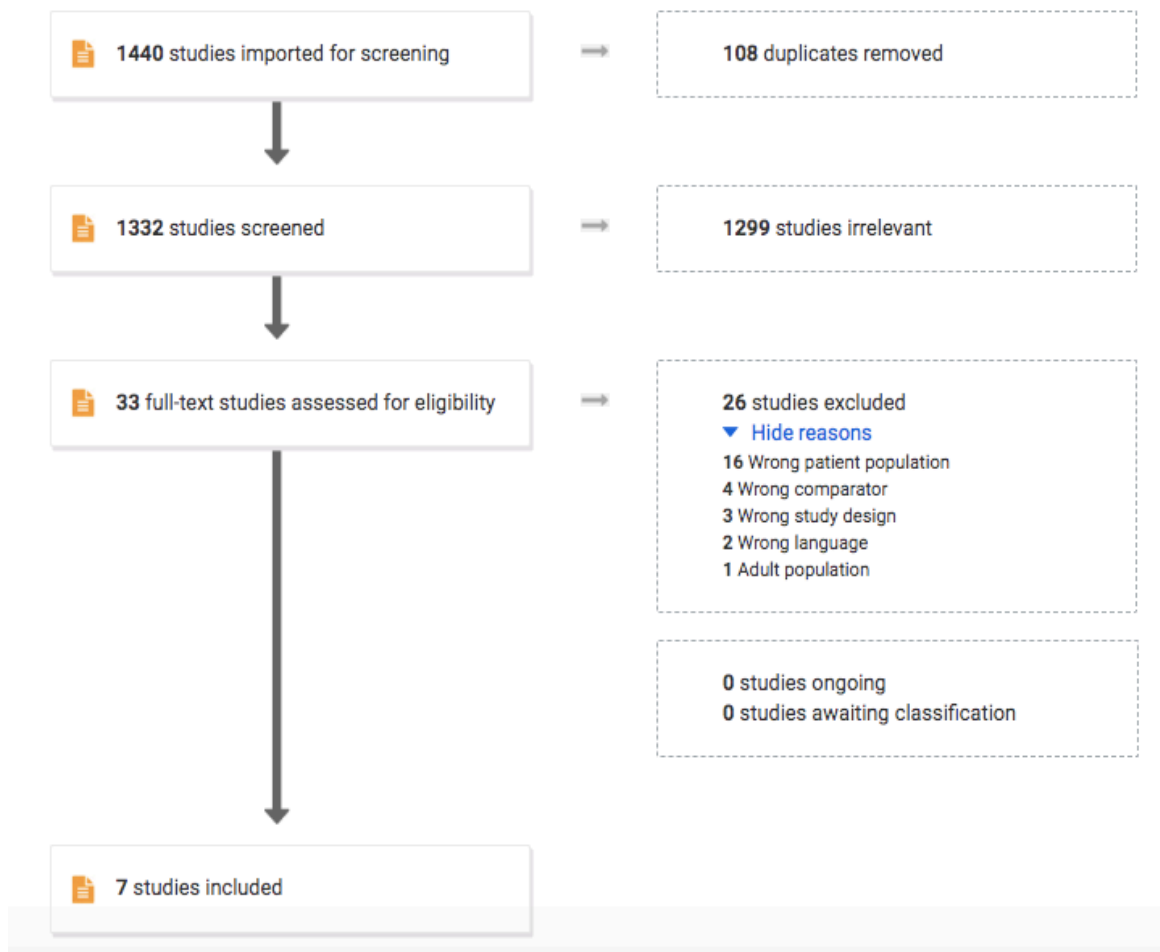 1440 studies imported for screening
108 duplicates removed
1332 studies screened
1299 studies irrelevant
33 full-text studies assessed for eligibility
26 studies excluded
Hide reasons
16 Wrong patient population
4 Wrong comparator
3 Wrong study design
2 Wrong language
1 Adult population
0 studies ongoing
0 studies awaiting classification
7 studies included